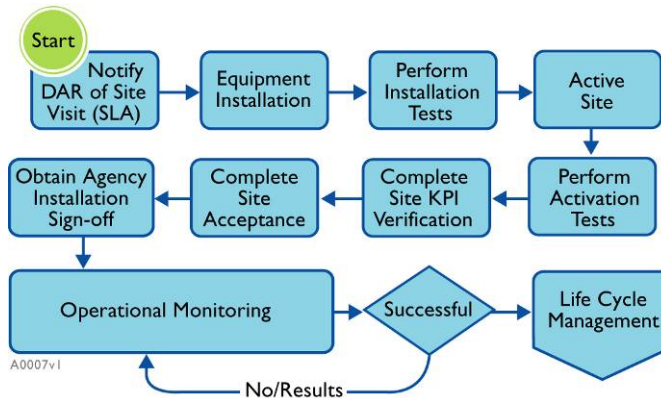 Start
Notify
DAR of Site
Visit (SLA)
Equipment
Installation
Perform
Installation
Tests
Active
Site
Obtain Agency
Installation
Sign-off
Complete
Site
Acceptance
Complete
Site KPI
Verification
Perform
Activation
Tests
Operational Monitoring
Successful
Life Cycle
Management
A0007v1
No/Results